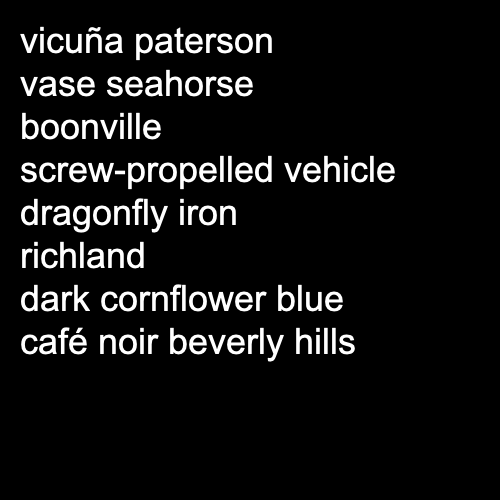 vicuña paterson
vase seahorse
boonville
screw-propelled vehicle
dragonfly iron
richland
dark cornflower blue
café noir beverly hills